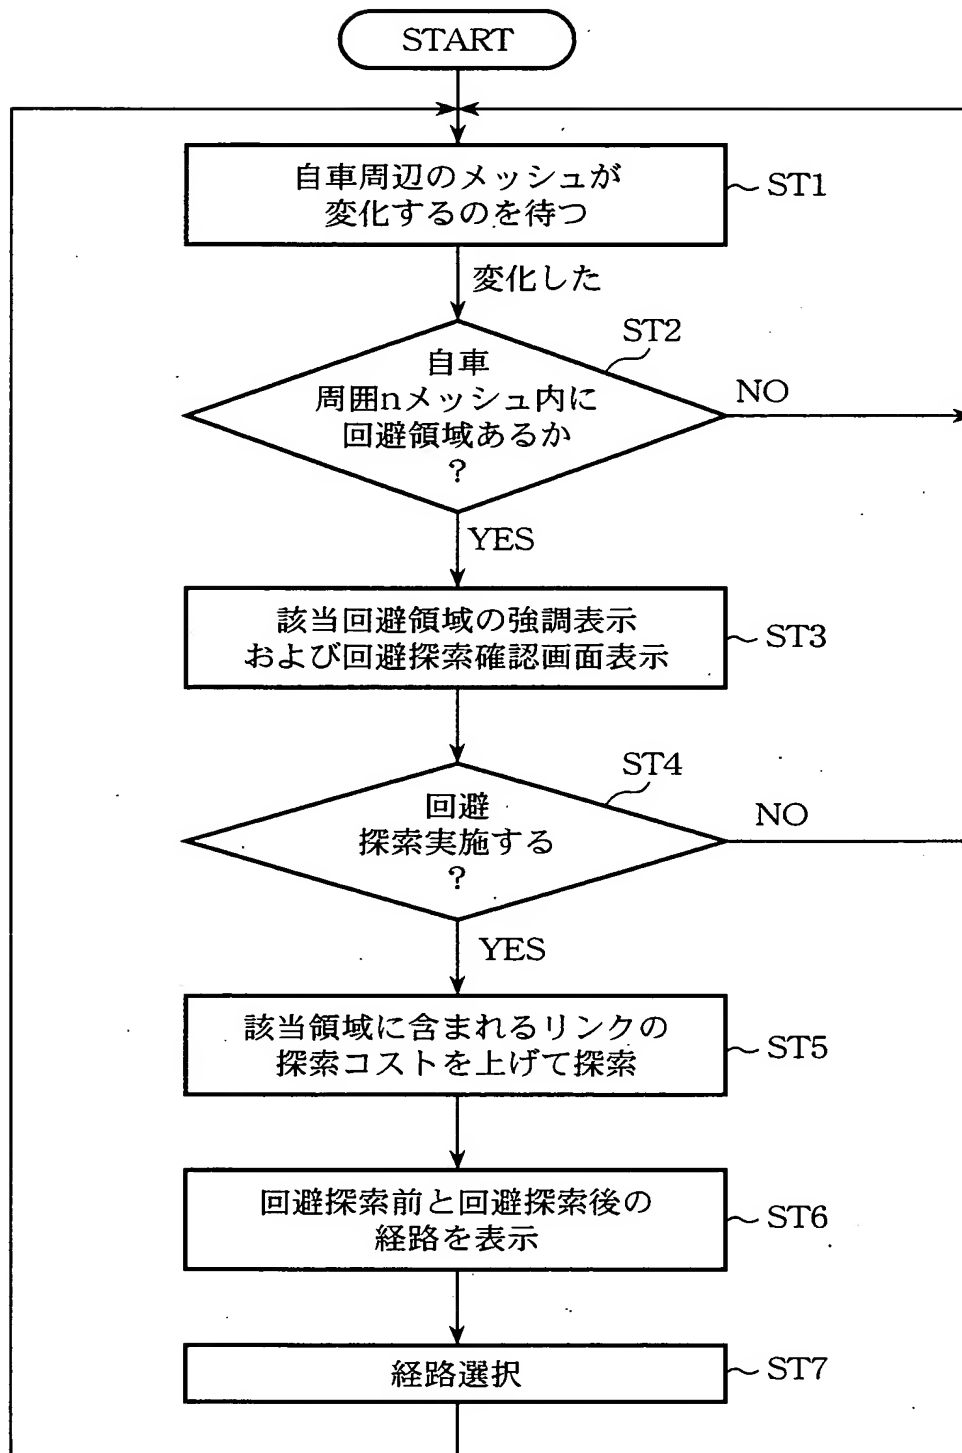 START
自車周辺のメッシュが
変化するのを待つ
ST1
変化した
ST2
自車
周囲nメッシュ内に
回避領域あるか
?
NO
YES
該当回避領域の強調表示
および回避探索確認画面表示
ST3
ST4
回避
探索実施する
?
NO
YES
該当領域に含まれるリンクの
探索コストを上げて探索
ST5
回避探索前と回避探索後の
経路を表示
ST6
経路選択
ST7